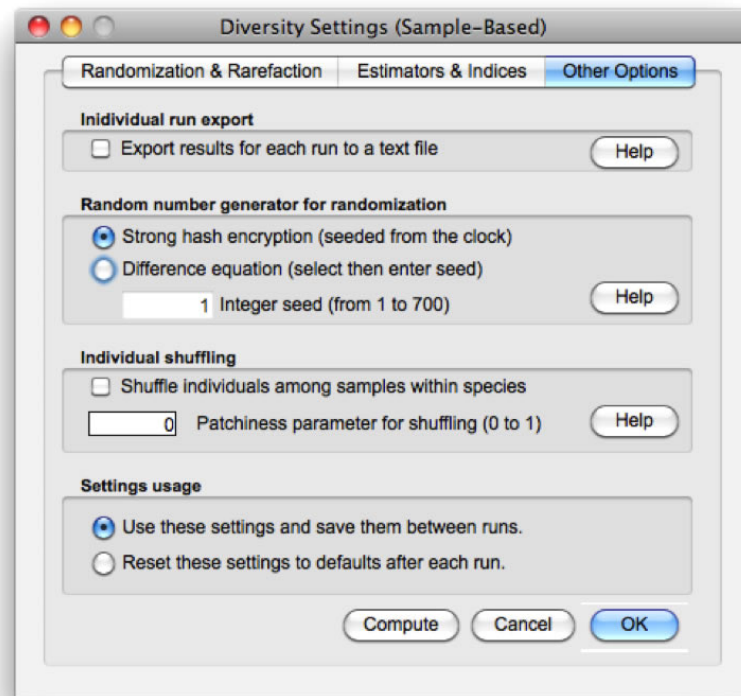 Diversity Settings (Sample-Based)
Randomization & Rarefaction Estimators & Indices Other Options
Inidividual run export
Export results for each run to a text file
Help
Random number generator for randomization
Strong hash encryption (seeded from the clock)
Difference equation (select then enter seed)
1 Integer seed (from 1 to 700)
Help
Individual shuffling
Shuffle individuals among samples within species
0 Patchiness parameter for shuffling (0 to 1)
Help
Settings usage
Use these settings and save them between runs.
Reset these settings to defaults after each run.
Compute Cancel OK